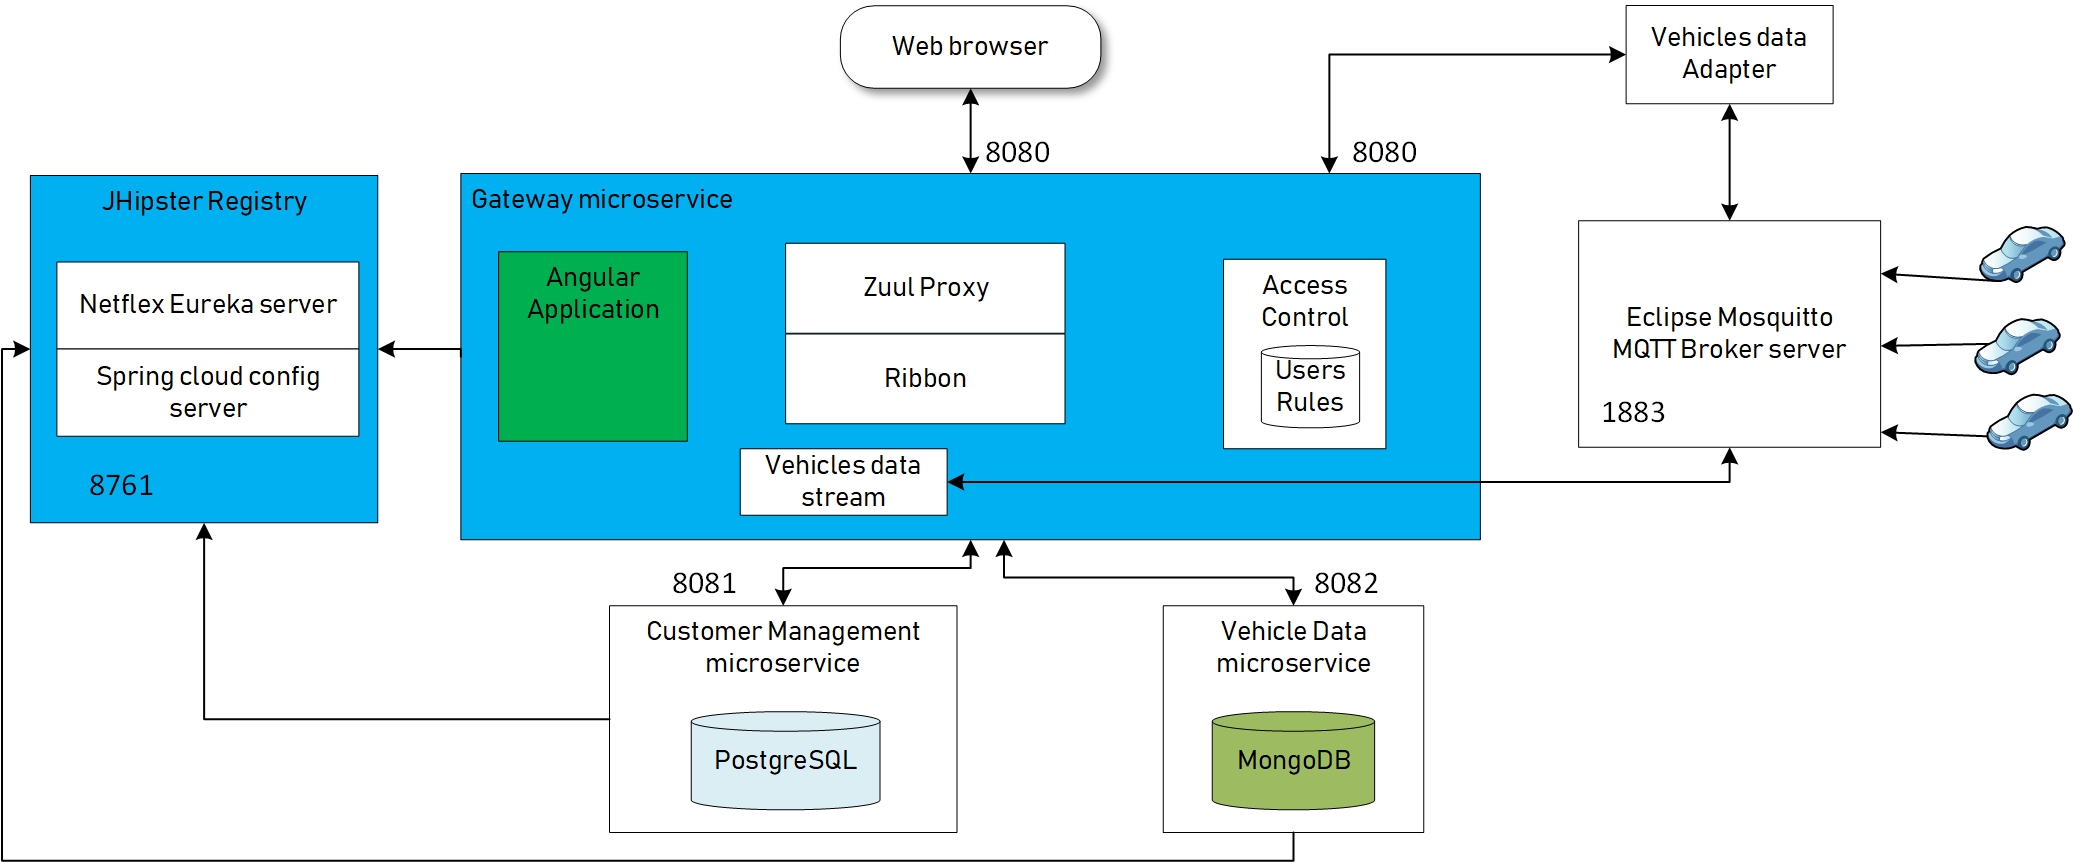 Web browser
Vehicles data
Adapter
8080
8080
JHipster Registry
Netflex Eureka server
Spring cloud config
server
8761
Gateway microservice
Angular
Application
Zuul Proxy
Ribbon
Access
Control
Users
Rules
Vehicles data
stream
Eclipse Mosquitto
MQTT Broker server
1883
8081
8082
Customer Management
microservice
PostgreSQL
Vehicle Data
microservice
MongoDB